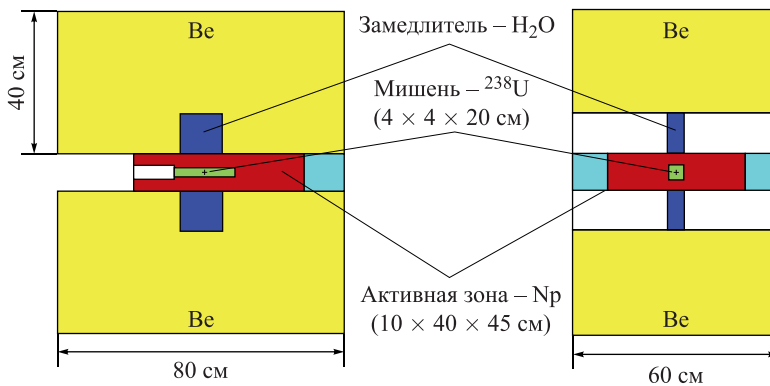 Be
Замедлитель – H₂O
Be
40 см
Мишень – ²³⁸U
(4 × 4 × 20 см)
Активная зона – Np
(10 × 40 × 45 см)
Be
Be
80 см
60 см